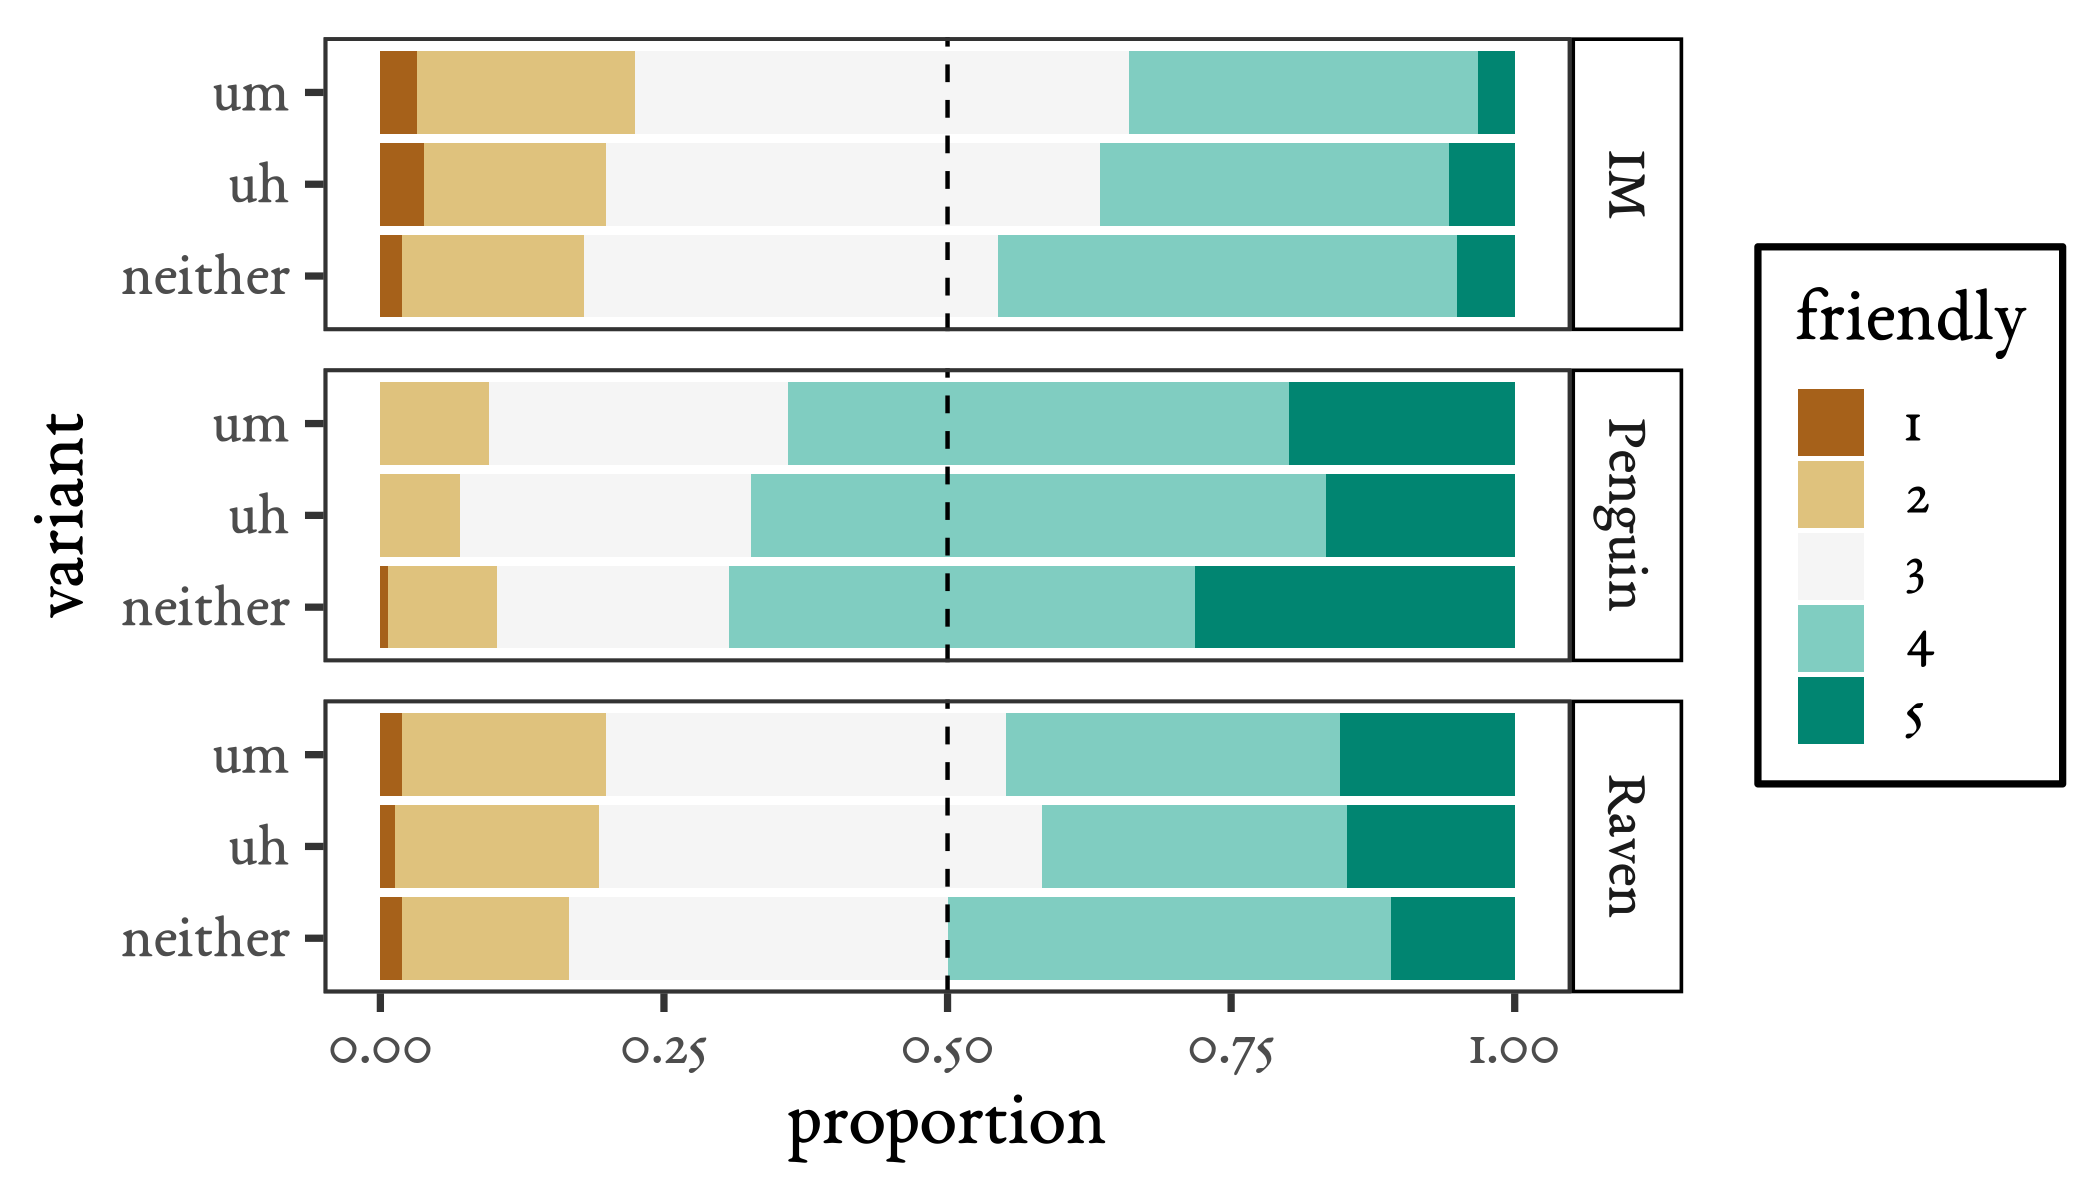 um
uh
neither
IM
um
uh
neither
Penguin
um
uh
neither
Raven
variant
0.00 0.25 0.50 0.75 1.00
proportion
friendly
1
2
3
4
5